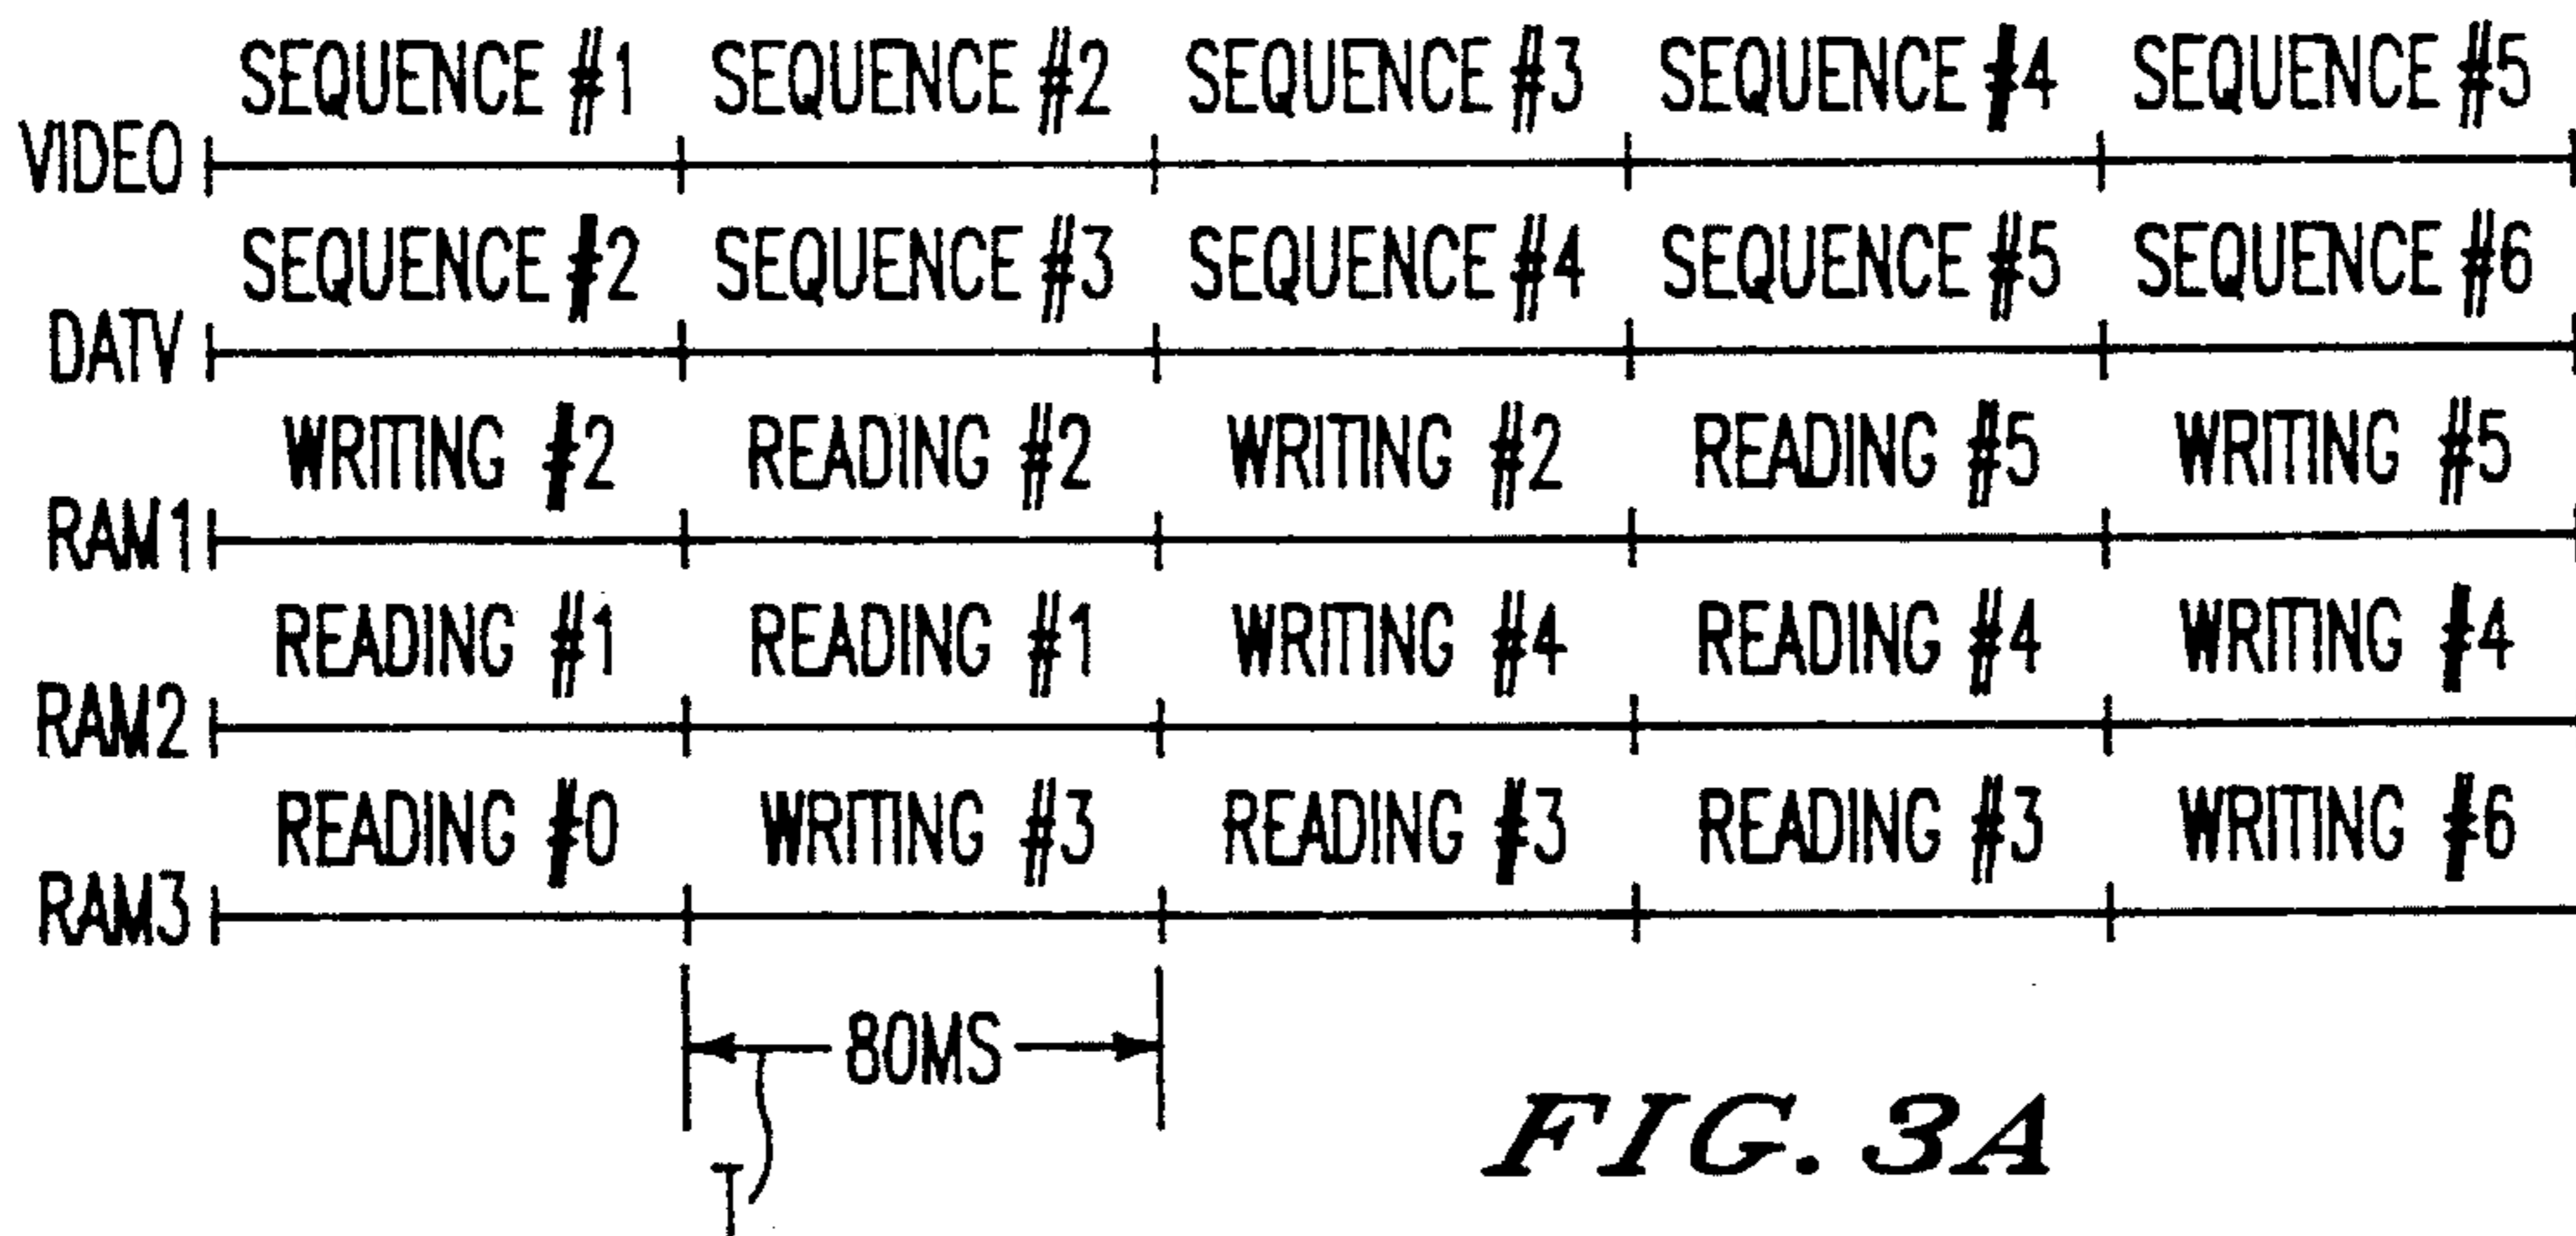 SEQUENCE #1 SEQUENCE #2 SEQUENCE #3 SEQUENCE #4 SEQUENCE #5
VIDEO
SEQUENCE #2 SEQUENCE #3 SEQUENCE #4 SEQUENCE #5 SEQUENCE #6
DATV
WRITING #2 READING #2 WRITING #2 READING #5 WRITING #5
RAM1
READING #1 READING #1 WRITING #4 READING #4 WRITING #4
RAM2
READING #0 WRITING #3 READING #3 READING #3 WRITING #6
RAM3
80MS
T
FIG. 3A